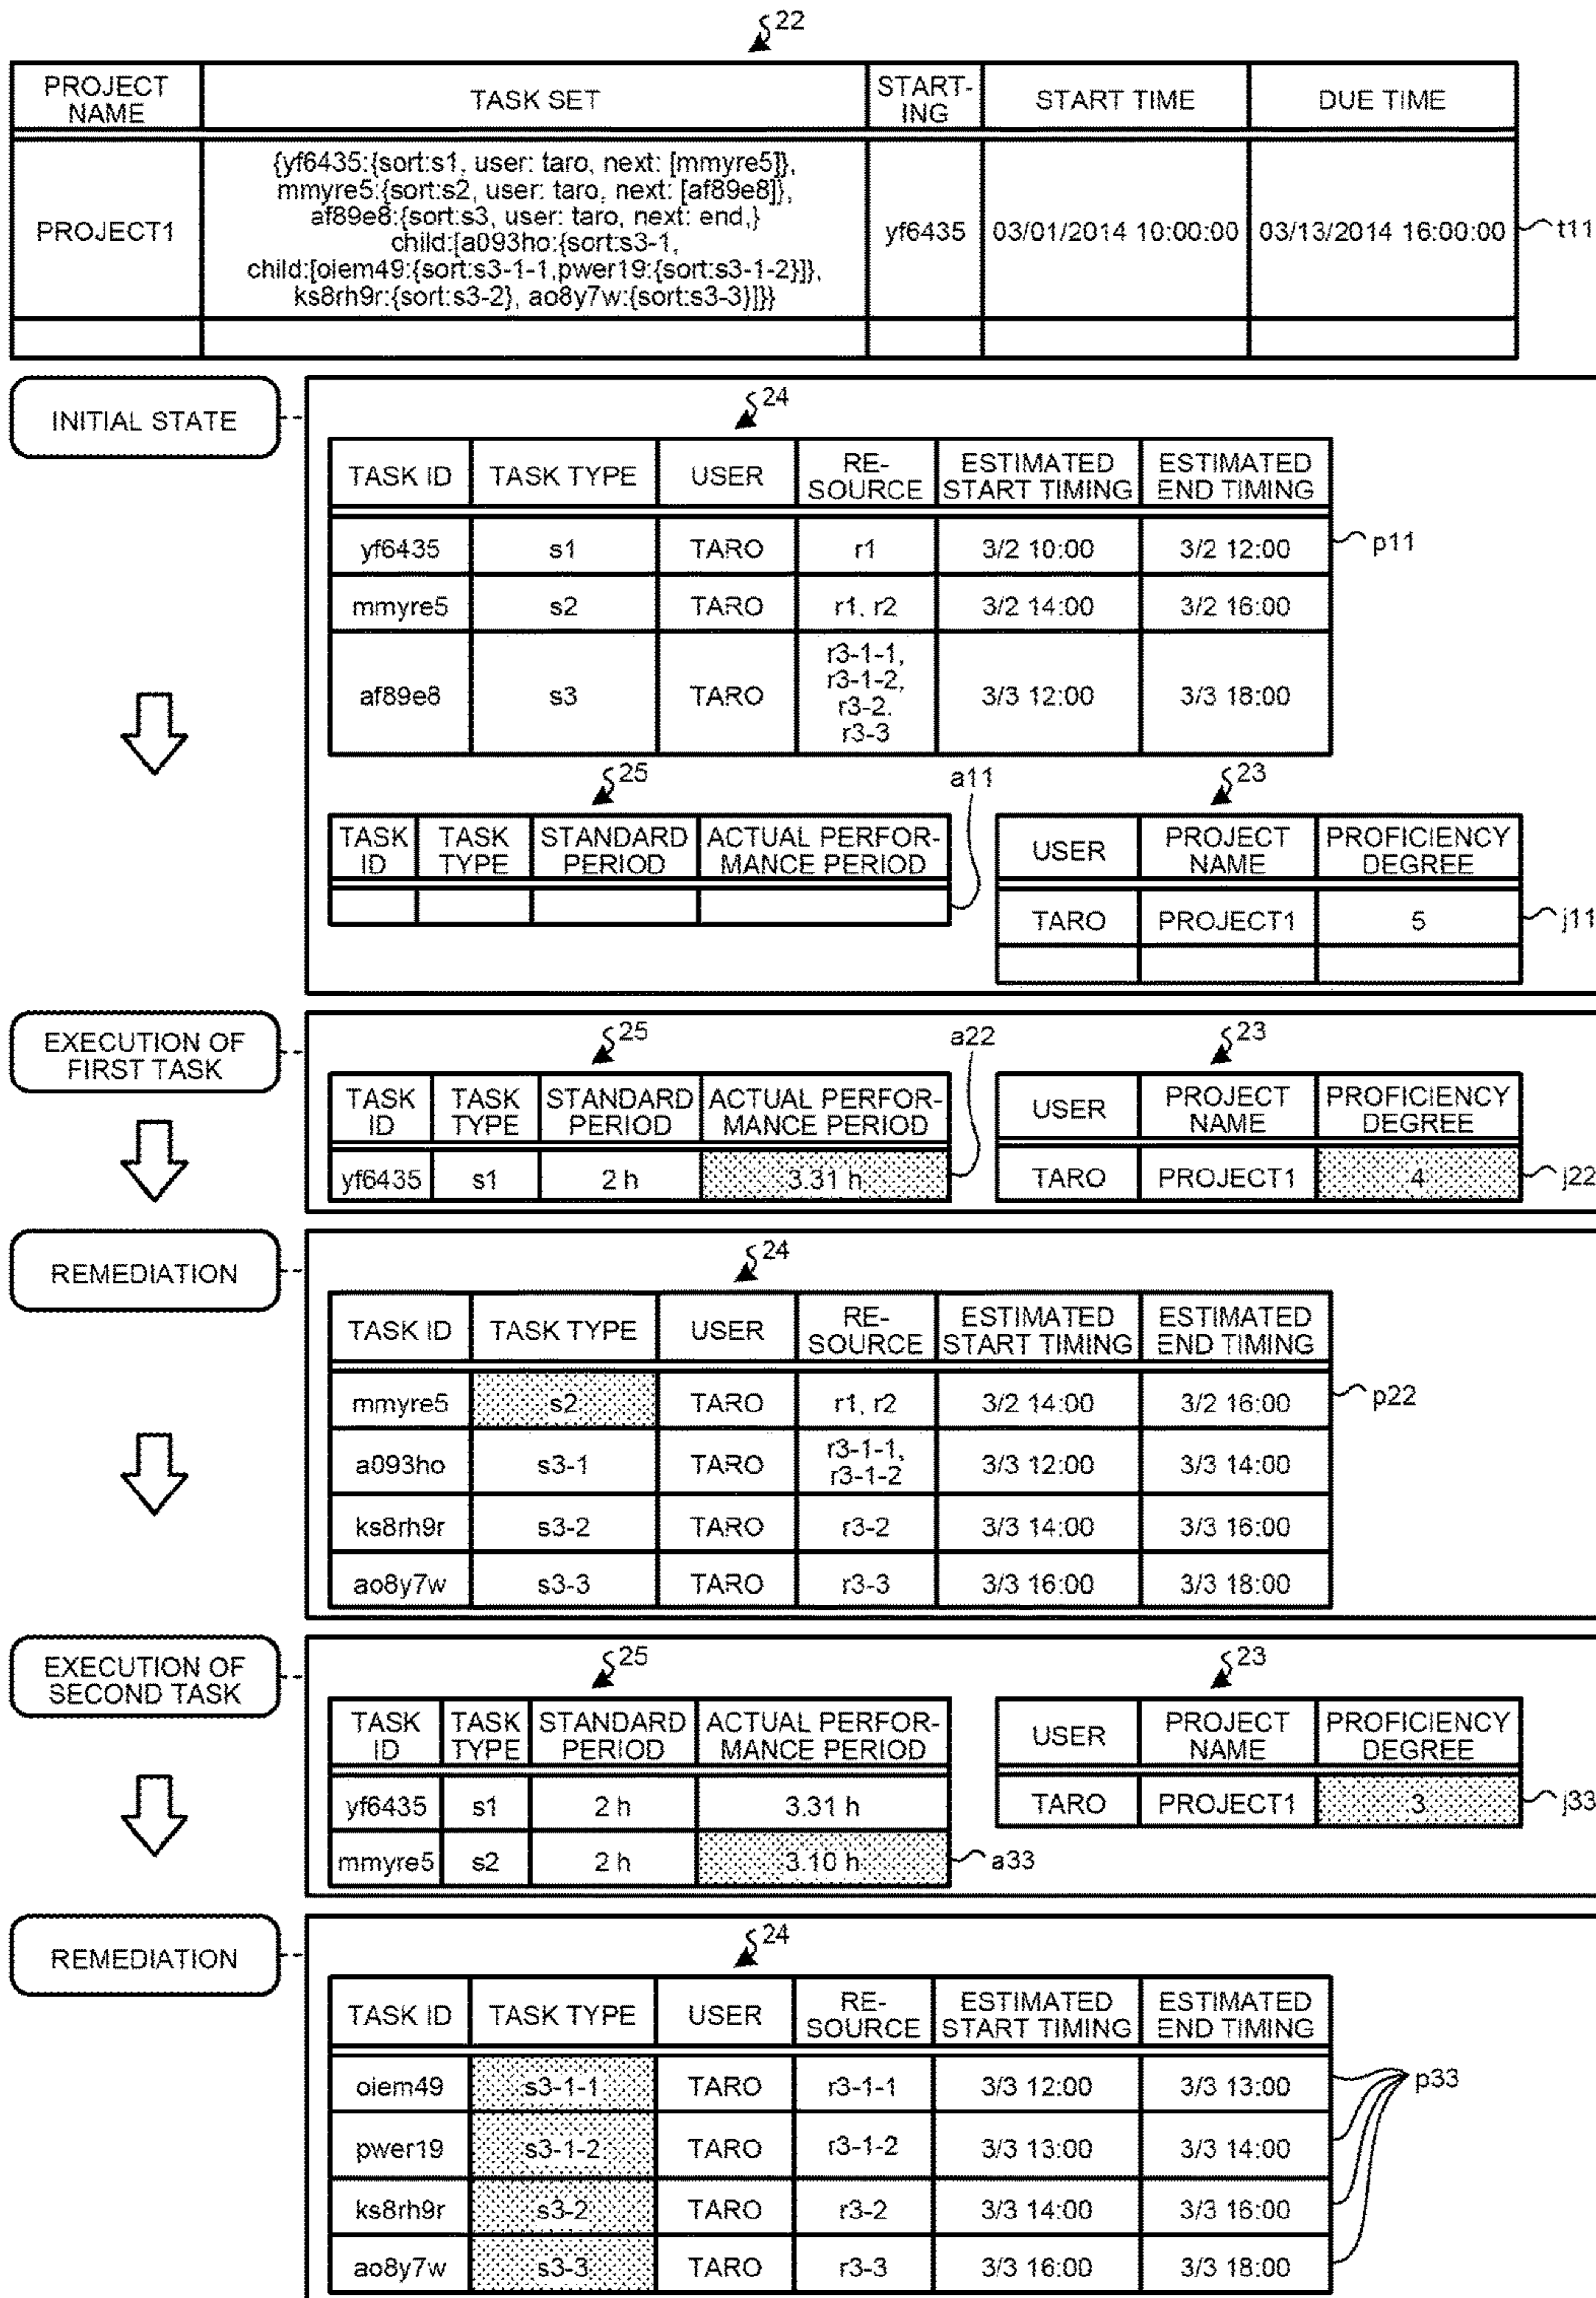 22
PROJECT NAME TASK SET START-ING START TIME DUE TIME
PROJECT1
{yf6435:{sort:s1, user: taro, next: [mmyre5]},
mmyre5:{sort:s2, user: taro, next: [af89e8]},
af89e8:{sort:s3, user: taro, next: end,}
child:[a093ho:{sort:s3-1,
child:[oiem49:{sort:s3-1-1,pwer19:{sort:s3-1-2}]},
ks8rh9r:{sort:s3-2}, ao8y7w:{sort:s3-3}]}}
yf6435 03/01/2014 10:00:00 03/13/2014 16:00:00 t11
INITIAL STATE
24
TASK ID TASK TYPE USER RE-SOURCE ESTIMATED START TIMING ESTIMATED END TIMING
yf6435 s1 TARO r1 3/2 10:00 3/2 12:00 p11
mmyre5 s2 TARO r1, r2 3/2 14:00 3/2 16:00
af89e8 s3 TARO r3-1-1, r3-1-2, r3-2. r3-3 3/3 12:00 3/3 18:00
25 a11
TASK ID TASK TYPE STANDARD PERIOD ACTUAL PERFOR-MANCE PERIOD
23
USER PROJECT NAME PROFICIENCY DEGREE
TARO PROJECT1 5 j11
EXECUTION OF
FIRST TASK
25 a22
TASK ID TASK TYPE STANDARD PERIOD ACTUAL PERFOR-MANCE PERIOD
yf6435 s1 2 h 3.31 h
23
USER PROJECT NAME PROFICIENCY DEGREE
TARO PROJECT1 4 j22
REMEDIATION
24
TASK ID TASK TYPE USER RE-SOURCE ESTIMATED START TIMING ESTIMATED END TIMING
mmyre5 s2 TARO r1, r2 3/2 14:00 3/2 16:00 p22
a093ho s3-1 TARO r3-1-1, r3-1-2 3/3 12:00 3/3 14:00
ks8rh9r s3-2 TARO r3-2 3/3 14:00 3/3 16:00
ao8y7w s3-3 TARO r3-3 3/3 16:00 3/3 18:00
EXECUTION OF
SECOND TASK
25
TASK ID TASK TYPE STANDARD PERIOD ACTUAL PERFOR-MANCE PERIOD
yf6435 s1 2 h 3.31 h
mmyre5 s2 2 h 3.10 h a33
23
USER PROJECT NAME PROFICIENCY DEGREE
TARO PROJECT1 3 j33
REMEDIATION
24
TASK ID TASK TYPE USER RE-SOURCE ESTIMATED START TIMING ESTIMATED END TIMING
oiem49 s3-1-1 TARO r3-1-1 3/3 12:00 3/3 13:00 p33
pwer19 s3-1-2 TARO r3-1-2 3/3 13:00 3/3 14:00
ks8rh9r s3-2 TARO r3-2 3/3 14:00 3/3 16:00
ao8y7w s3-3 TARO r3-3 3/3 16:00 3/3 18:00